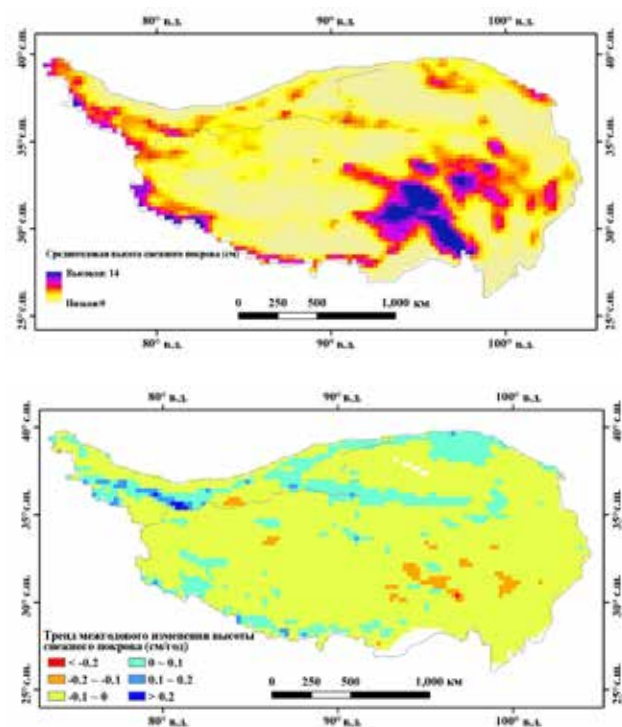 80° в.д. 90° в.д. 100° в.д.
40° с.ш. 40° с.ш.
35° с.ш. 35° с.ш.
30° с.ш. 30° с.ш.
25° с.ш. 25° с.ш.
Среднегодовая высота снежного покрова (см)
Высокая: 14
Низкая: 0
0 250 500 1,000 км
80° в.д. 90° в.д. 100° в.д.
80° в.д. 90° в.д. 100° в.д.
40° с.ш. 40° с.ш.
35° с.ш. 35° с.ш.
30° с.ш. 30° с.ш.
25° с.ш. 25° с.ш.
Тренд межгодового изменения высоты
снежного покрова (см/год)
< -0.2 0 ~ 0.1
-0.2 ~ -0.1 0.1 ~ 0.2
-0.1 ~ 0 > 0.2
0 250 500 1,000 км
80° в.д. 90° в.д. 100° в.д.